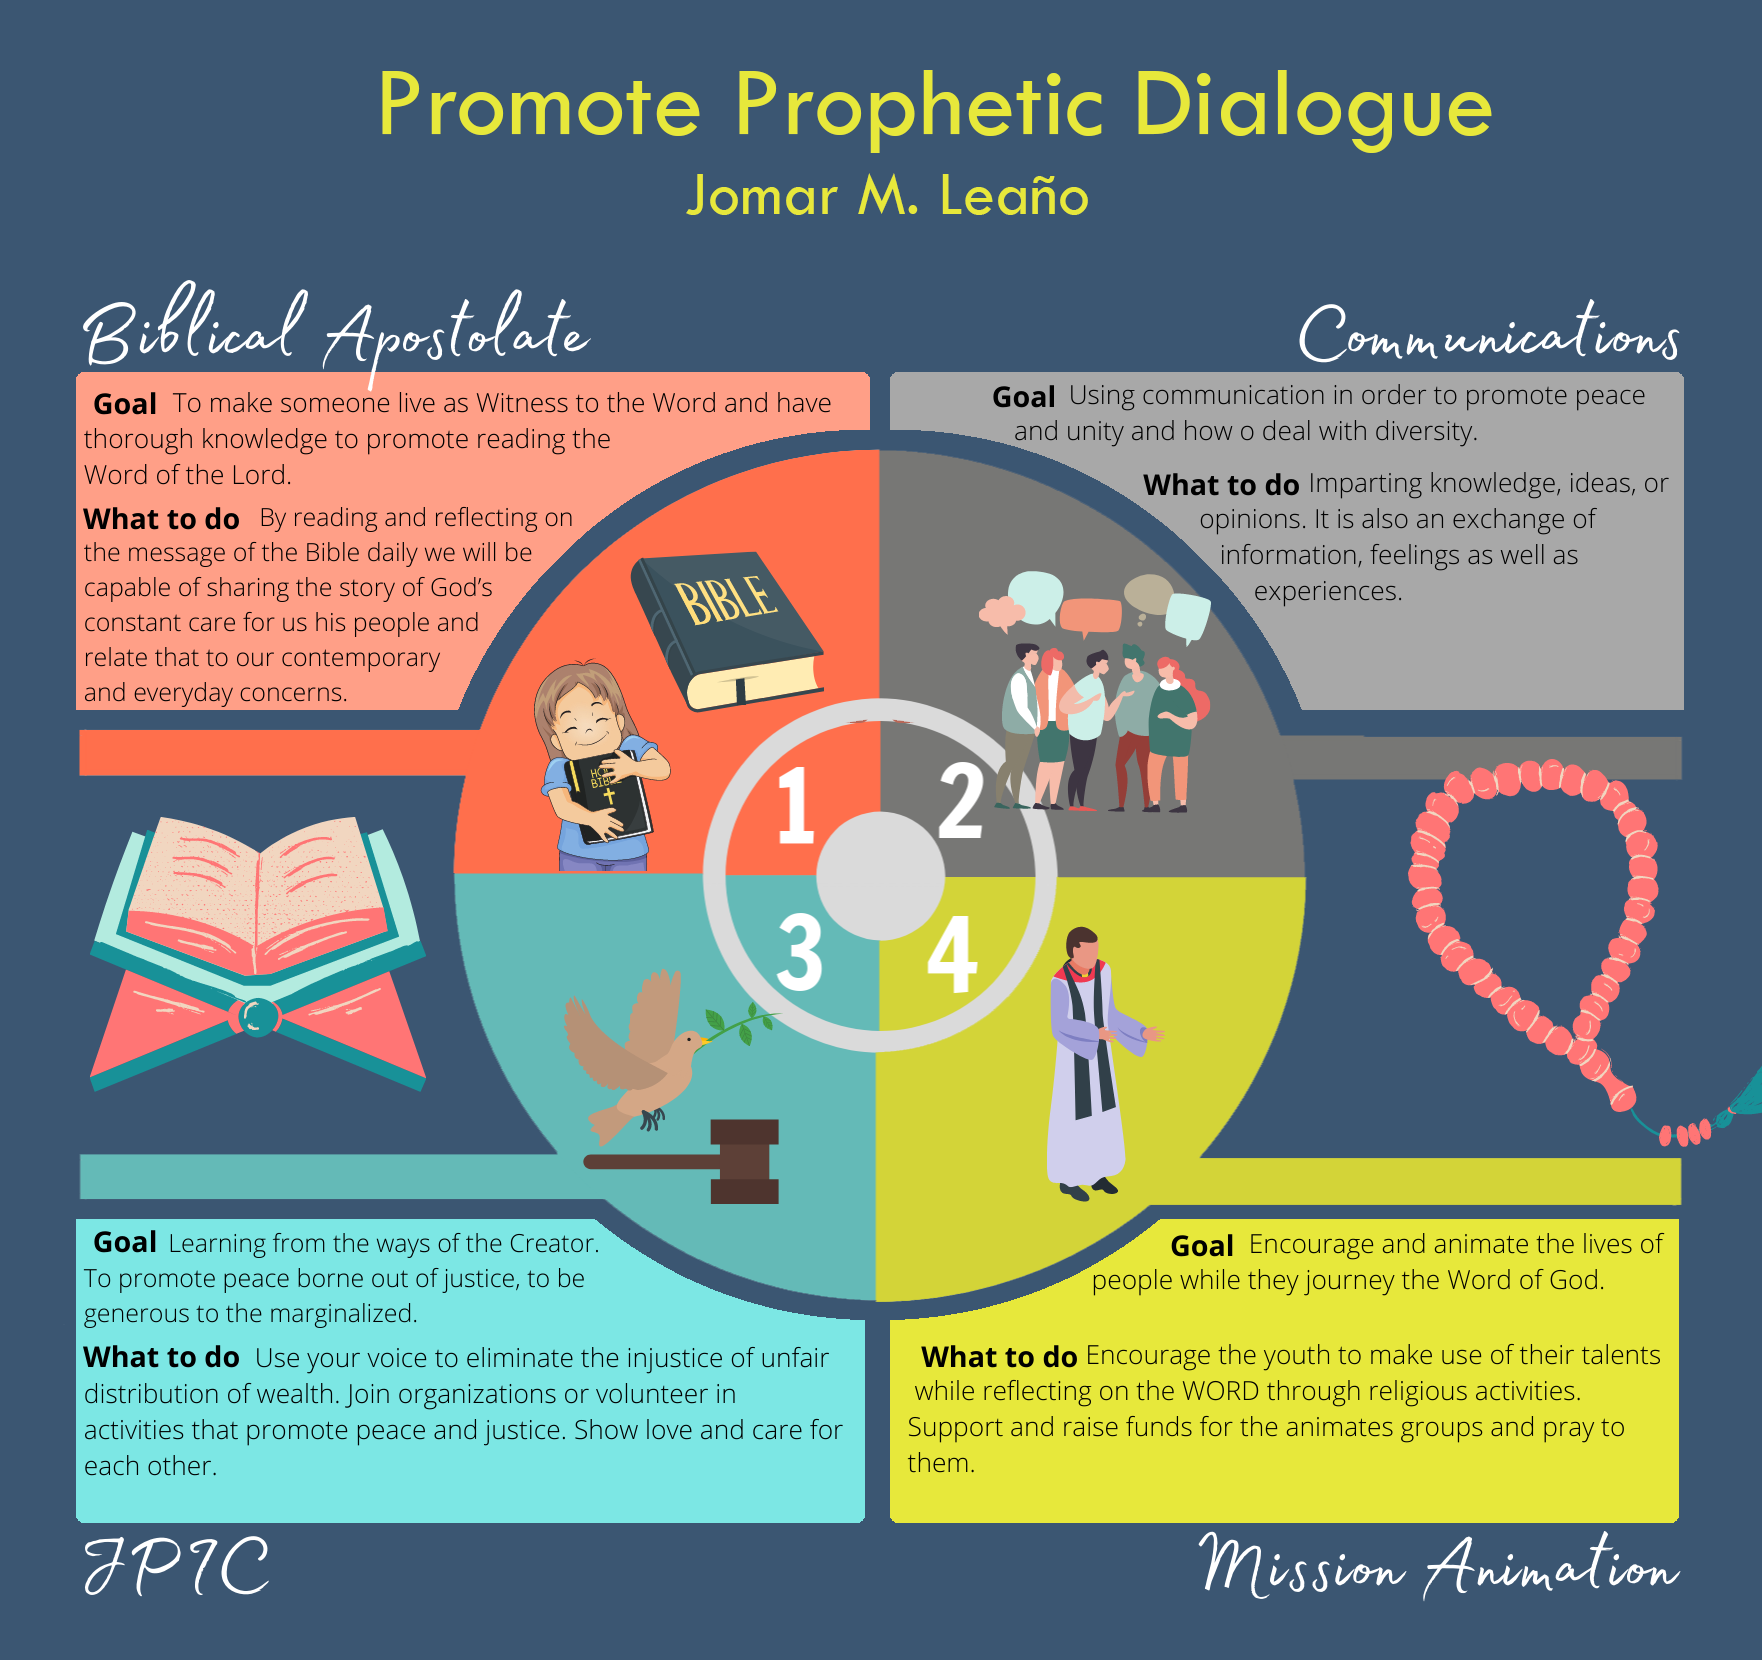 Promote Prophetic Dialogue
Jomar M. Leaño
Biblical Apostolate
Goal To make someone live as Witness to the Word and have
thorough knowledge to promote reading the
Word of the Lord.
What to do By reading and reflecting on
the message of the Bible daily we will be
capable of sharing the story of God's
constant care for us his people and
relate that to our contemporary
and everyday concerns.
Communications
Goal Using communication in order to promote peace
and unity and how o deal with diversity.
What to do Imparting knowledge, ideas, or
opinions. It is also an exchange of
information, feelings as well as
experiences.
BIBLE
HOLY
BIBLE
1
2
3
4
Goal Learning from the ways of the Creator.
To promote peace borne out of justice, to be
generous to the marginalized.
What to do Use your voice to eliminate the injustice of unfair
distribution of wealth. Join organizations or volunteer in
activities that promote peace and justice. Show love and care for
each other.
JPIC
Goal Encourage and animate the lives of
people while they journey the Word of God.
What to do Encourage the youth to make use of their talents
while reflecting on the WORD through religious activities.
Support and raise funds for the animates groups and pray to
them.
Mission Animation